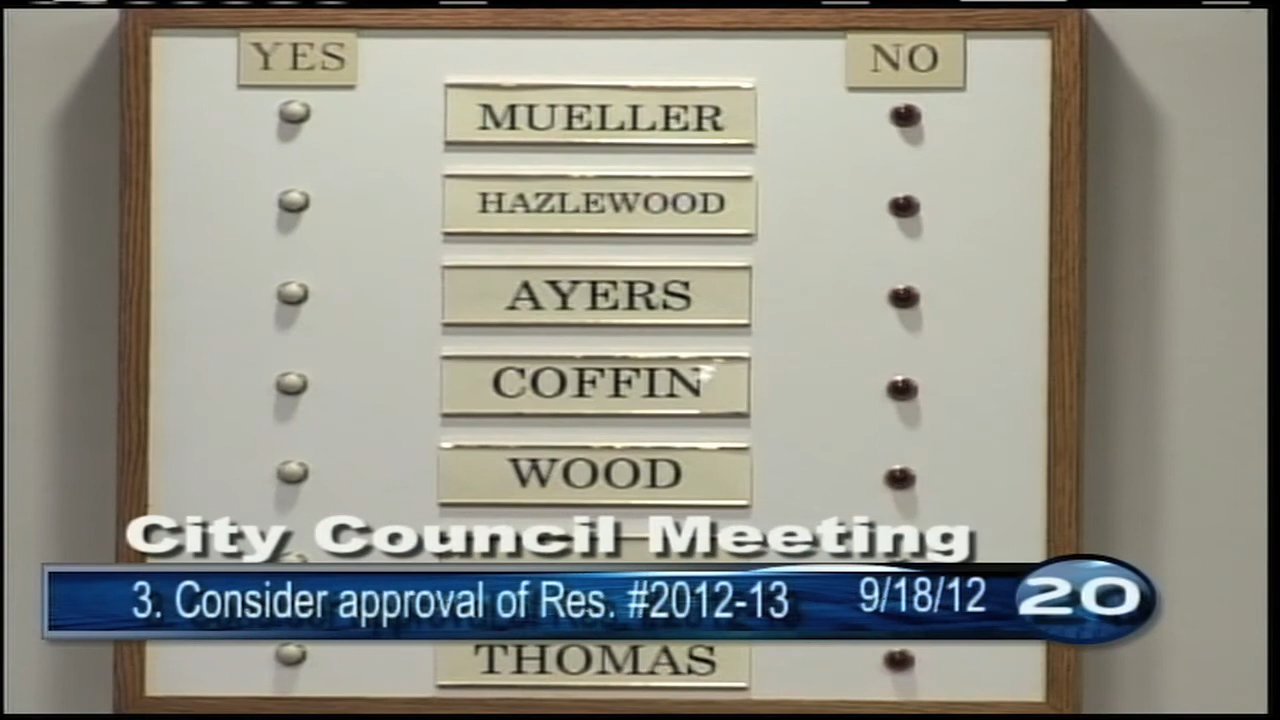 YES
NO
MUELLER
HAZLEWOOD
AYERS
COFFIN
WOOD
City Council Meeting
3. Consider approval of Res. #2012-13 9/18/12 20
THOMAS